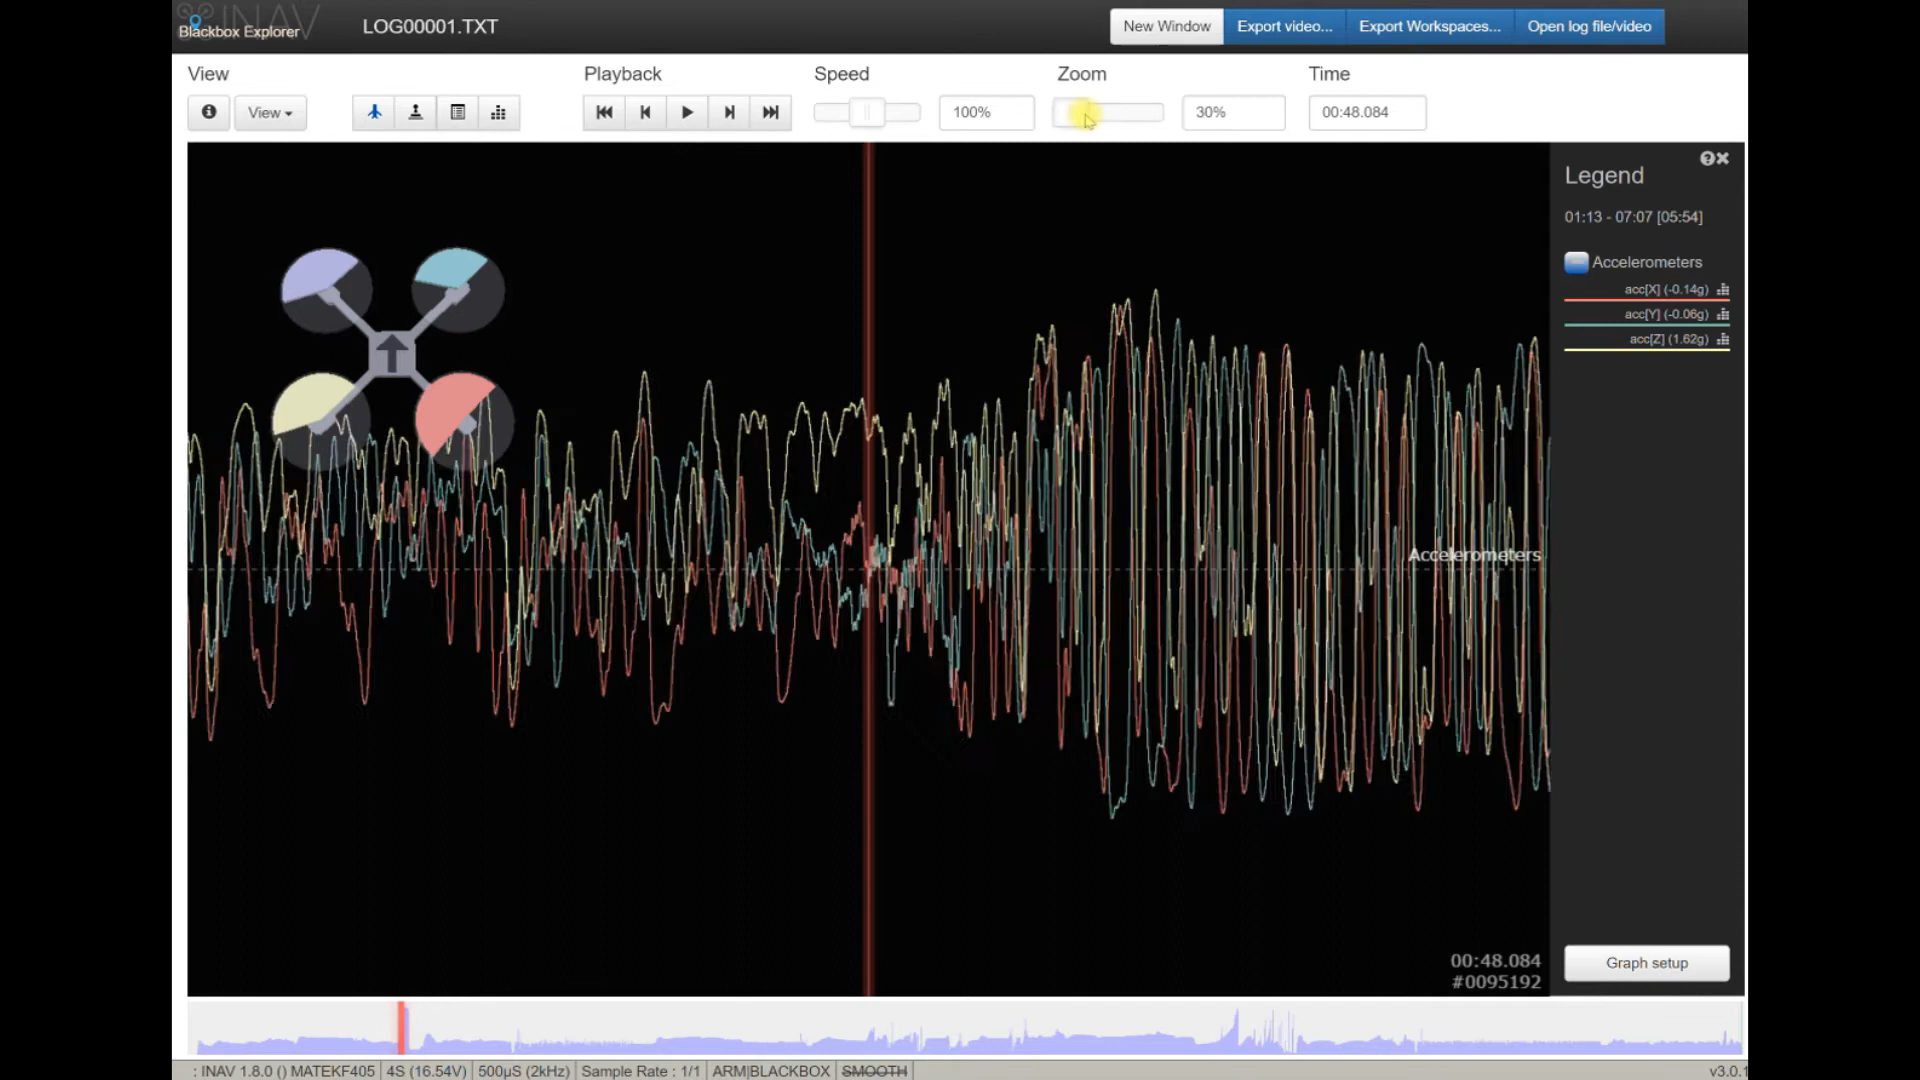 INAV
Blackbox Explorer
LOG00001.TXT
New Window
Export video...
Export Workspaces...
Open log file/video
View
Playback
Speed
Zoom
Time
View
100%
30%
00:48.084
Legend
01:13 - 07:07 [05:54]
Accelerometers
acc[X] (-0.14g)
acc[Y] (-0.06g)
acc[Z] (1.62g)
Accelerometers
00:48.084
#0095192
Graph setup
: INAV 1.8.0 () MATEKF405
4S (16.54V)
500µS (2kHz)
Sample Rate : 1/1
ARM|BLACKBOX
SMOOTH
v3.0.1